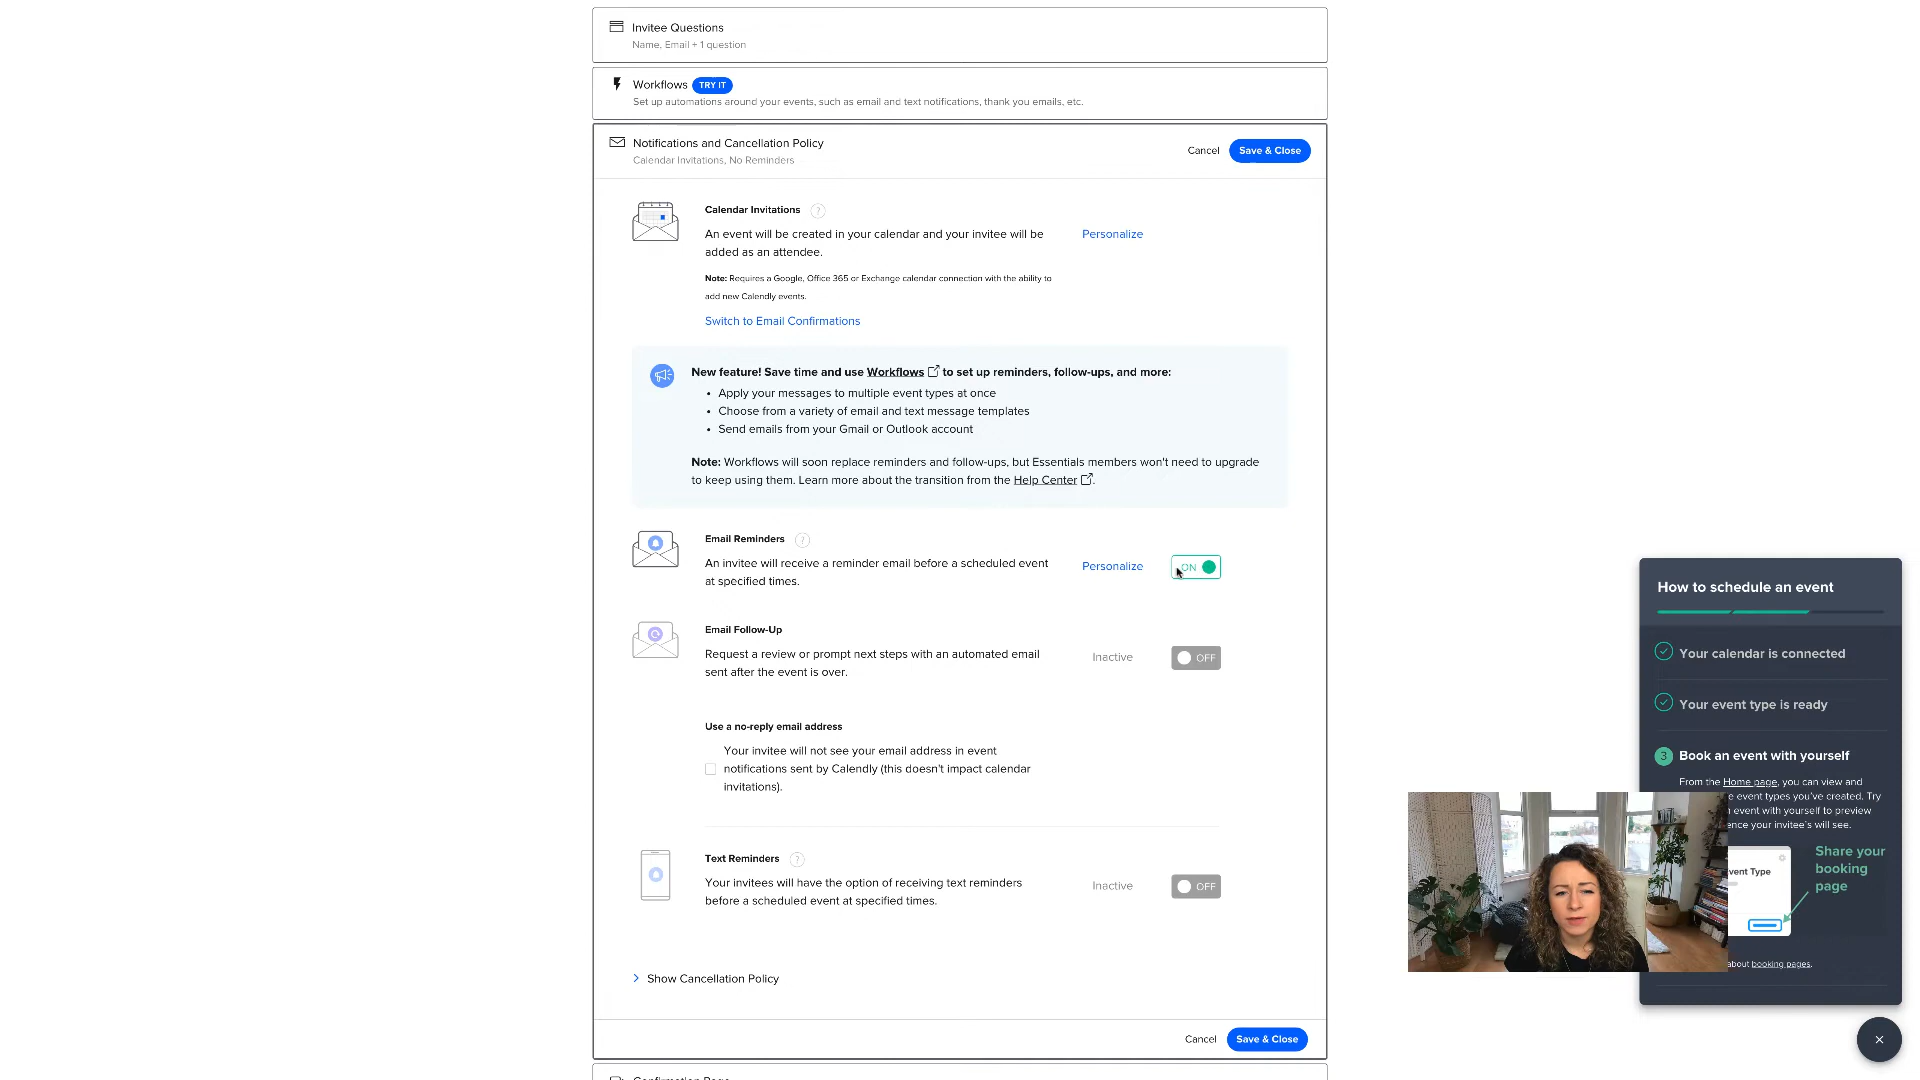 Invitee Questions
Name, Email + 1 question
Workflows TRY IT
Set up automations around your events, such as email and text notifications, thank you emails, etc.
Notifications and Cancellation Policy
Calendar Invitations, No Reminders
Cancel Save & Close
Calendar Invitations ?
An event will be created in your calendar and your invitee will be
added as an attendee.
Personalize
Note: Requires a Google, Office 365 or Exchange calendar connection with the ability to
add new Calendly events.
Switch to Email Confirmations
New feature! Save time and use Workflows to set up reminders, follow-ups, and more:
• Apply your messages to multiple event types at once
• Choose from a variety of email and text message templates
• Send emails from your Gmail or Outlook account
Note: Workflows will soon replace reminders and follow-ups, but Essentials members won't need to upgrade
to keep using them. Learn more about the transition from the Help Center.
Email Reminders ?
An invitee will receive a reminder email before a scheduled event
at specified times.
Personalize ON
Email Follow-Up
Request a review or prompt next steps with an automated email
sent after the event is over.
Inactive OFF
Use a no-reply email address
Your invitee will not see your email address in event
notifications sent by Calendly (this doesn't impact calendar
invitations).
Text Reminders ?
Your invitees will have the option of receiving text reminders
before a scheduled event at specified times.
Inactive OFF
Show Cancellation Policy
Cancel Save & Close
How to schedule an event
Your calendar is connected
Your event type is ready
3 Book an event with yourself
From the Home page, you can view and
event types you've created. Try
event with yourself to preview
your invitee's will see.
Type
Share your
booking
page
about booking pages.